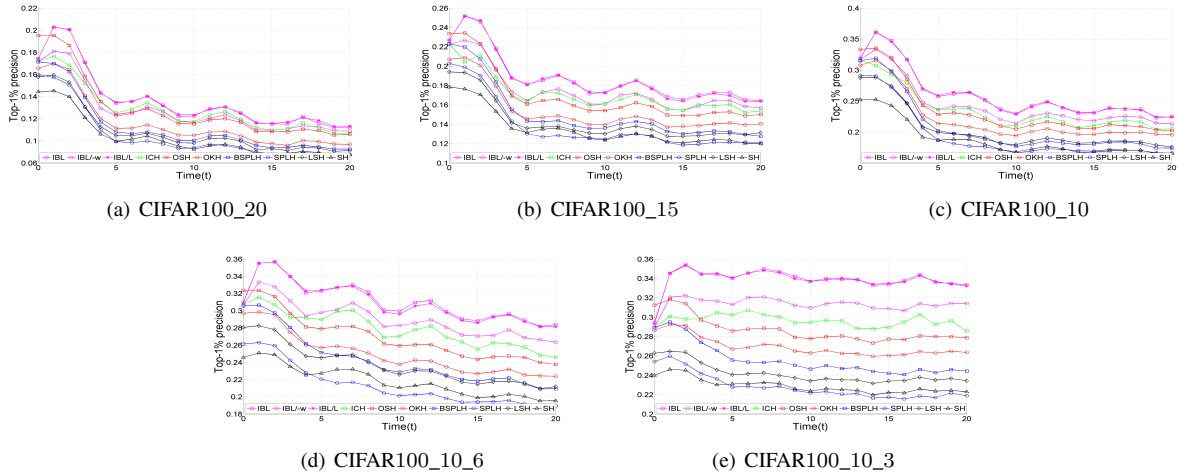 Top-1% precision
0.22
0.2
0.18
0.16
0.14
0.12
0.1
0.08
0 5 10 15 20
IBL IBL/-w IBL/L ICH OSH OKH BSPLH SPLH LSH SH
Time(t)
(a) CIFAR100_20
Top-1% precision
0.26
0.24
0.22
0.2
0.18
0.16
0.14
0.12
0.1
0 5 10 15 20
IBL IBL/-w IBL/L ICH OSH OKH BSPLH SPLH LSH SH
Time(t)
(b) CIFAR100_15
Top-1% precision
0.4
0.35
0.3
0.25
0.2
0 5 10 15 20
IBL IBL/-w IBL/L ICH OSH OKH BSPLH SPLH LSH SH
Time(t)
(c) CIFAR100_10
Top-1% precision
0.36
0.34
0.32
0.3
0.28
0.26
0.24
0.22
0.2
0.18
0 5 10 15 20
IBL IBL/-w IBL/L ICH OSH OKH BSPLH SPLH LSH SH
Time(t)
(d) CIFAR100_10_6
Top-1% precision
0.36
0.34
0.32
0.3
0.28
0.26
0.24
0.22
0.2
0 5 10 15 20
IBL IBL/-w IBL/L ICH OSH OKH BSPLH SPLH LSH SH
Time(t)
(e) CIFAR100_10_3